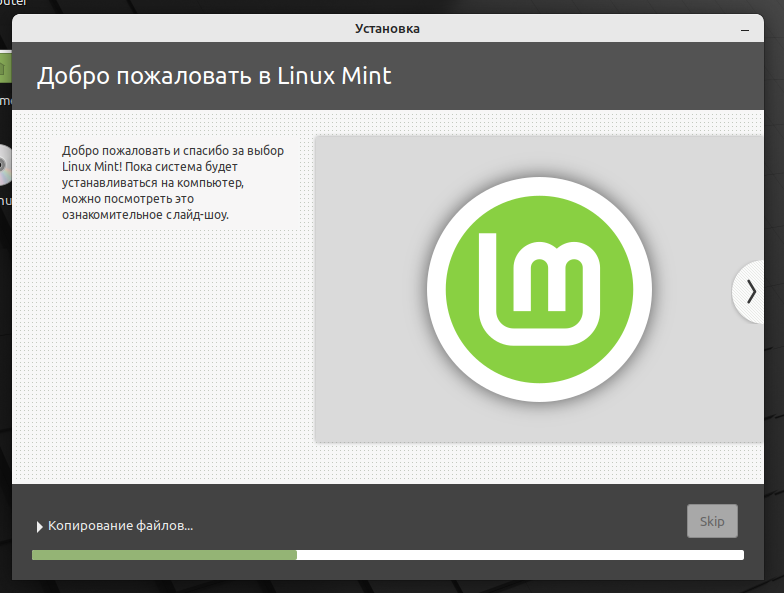 Установка
Добро пожаловать в Linux Mint
Добро пожаловать и спасибо за выбор
Linux Mint! Пока система будет
устанавливаться на компьютер,
можно посмотреть это
ознакомительное слайд-шоу.
Копирование файлов...
Skip